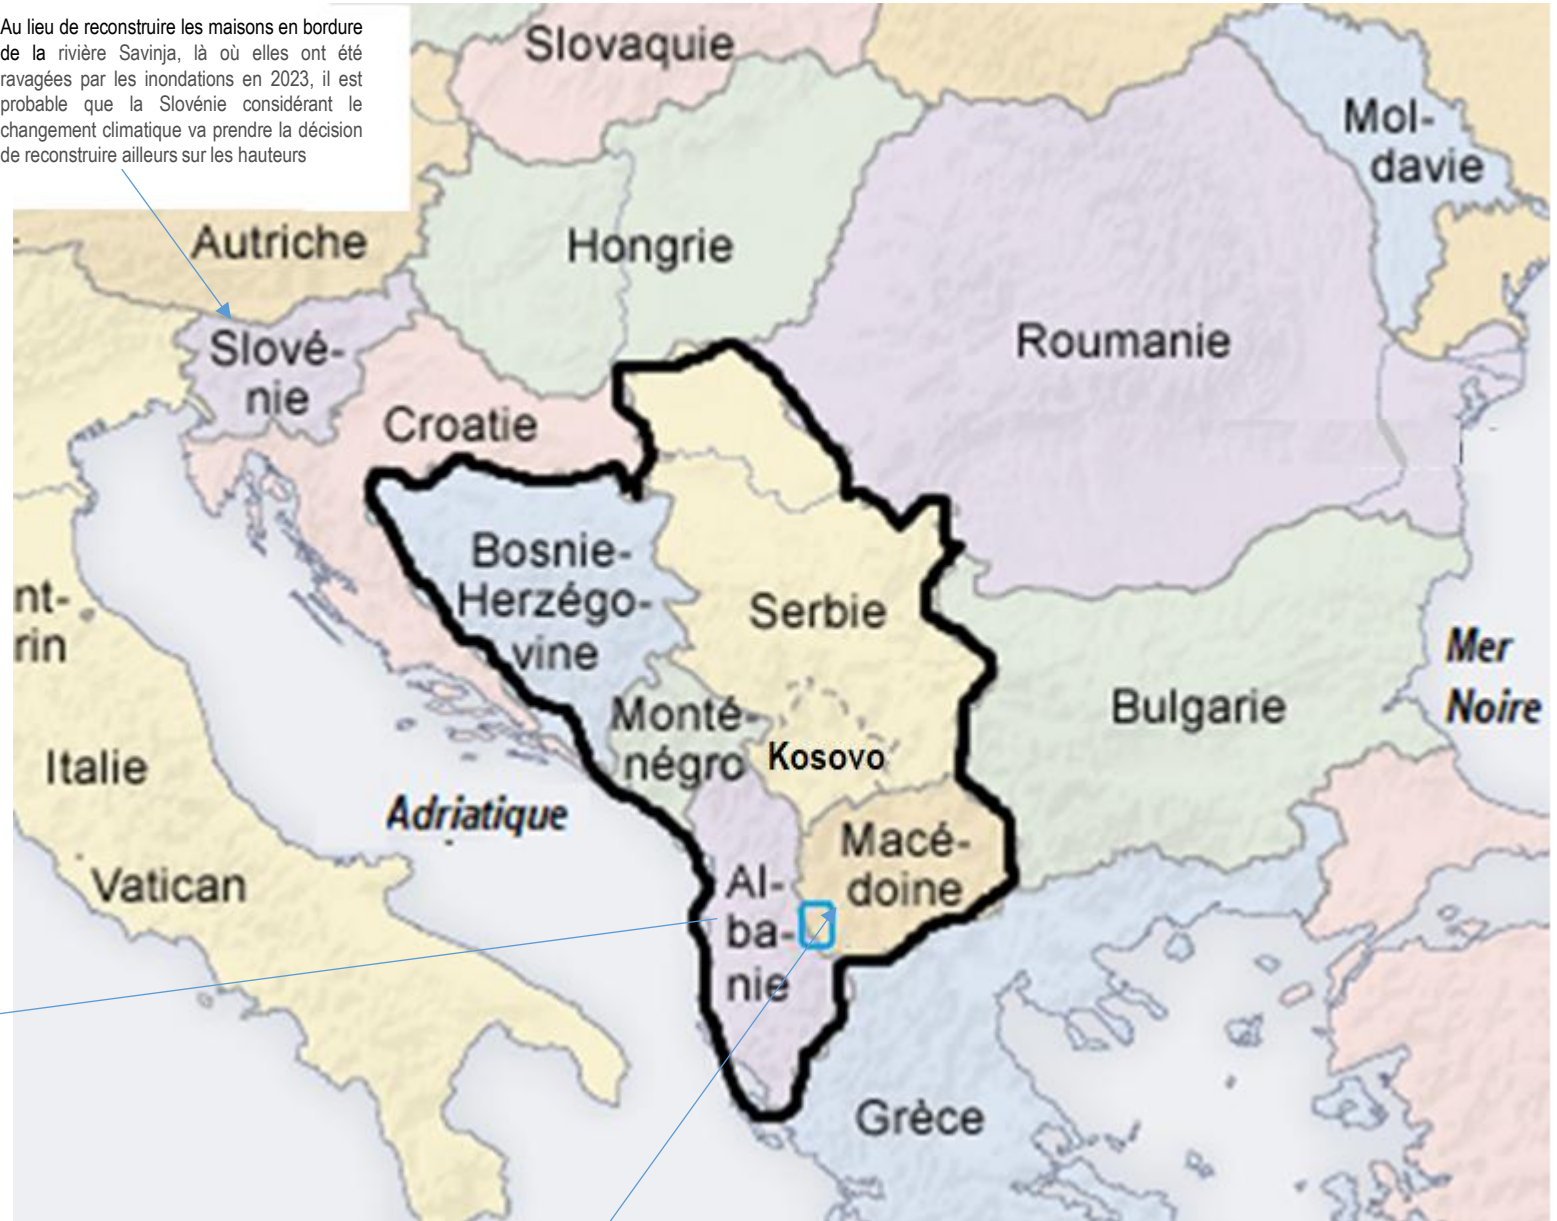 Au lieu de reconstruire les maisons en bordure
de la rivière Savinja, là où elles ont été
ravagées par les inondations en 2023, il est
probable que la Slovénie considérant le
changement climatique va prendre la décision
de reconstruire ailleurs sur les hauteurs
Slovaquie
Mol-
davie
Autriche
Hongrie
Slové-
nie
Roumanie
Croatie
Bosnie-
Herzégo-
vine
Serbie
nt-
rin
Mer
Noire
Monté-
négro
Kosovo
Bulgarie
Italie
Adriatique
Macé-
doine
Vatican
Al-
ba-
nie
Grèce